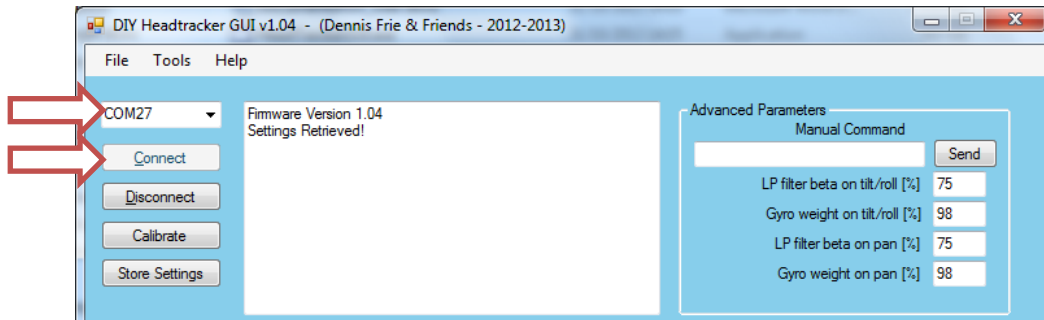 DIY Headtracker GUI v1.04 - (Dennis Frie & Friends - 2012-2013)
File Tools Help
COM27
Connect
Disconnect
Calibrate
Store Settings
Firmware Version 1.04
Settings Retrieved!
Advanced Parameters
Manual Command
Send
LP filter beta on tilt/roll [%] 75
Gyro weight on tilt/roll [%] 98
LP filter beta on pan [%] 75
Gyro weight on pan [%] 98